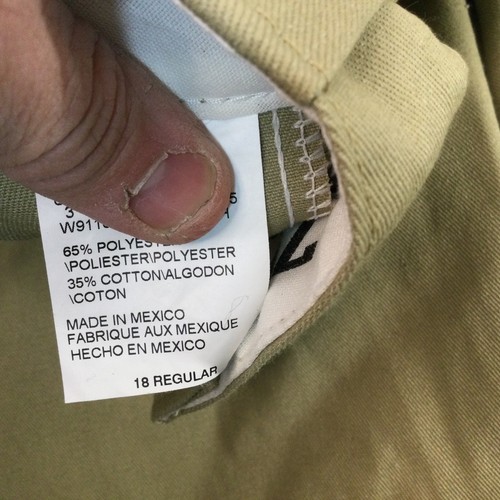 3
65% POLYESTER
\POLIESTER\POLYESTER
35% COTTON\ALGODON
\COTON
MADE IN MEXICO
FABRIQUE AUX MEXIQUE
HECHO EN MEXICO
18 REGULAR